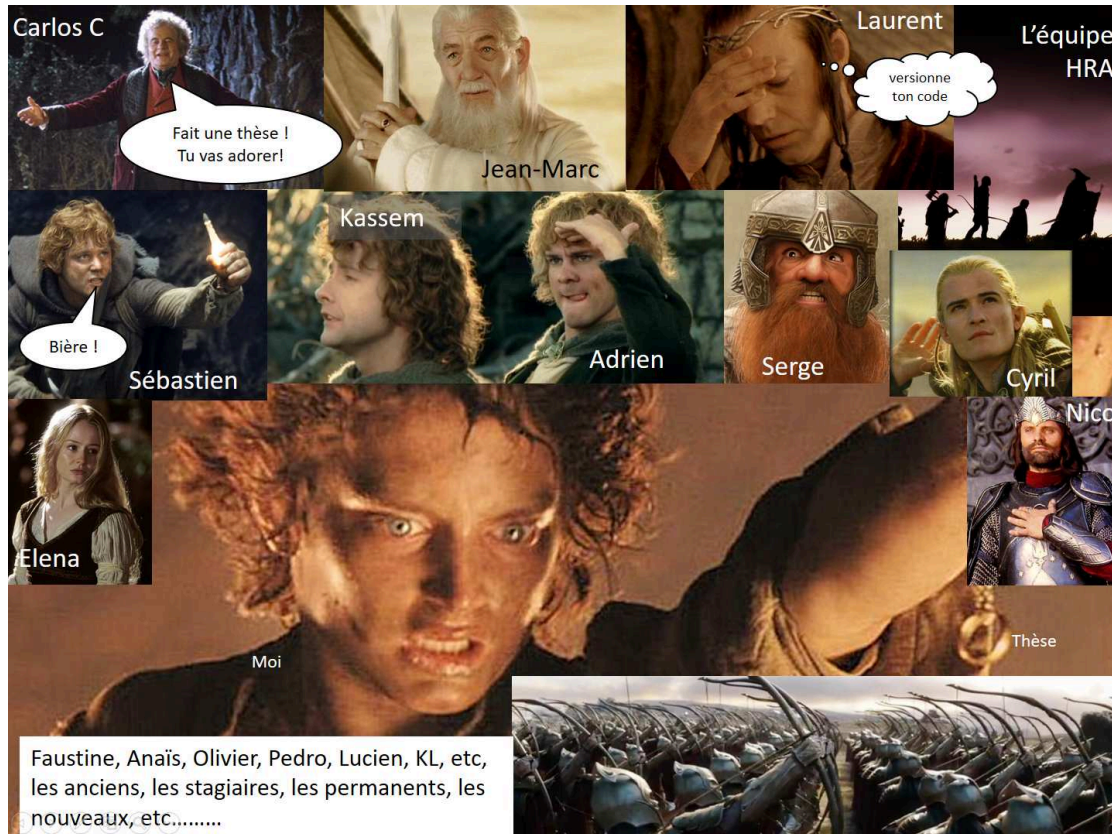 Carlos C
Fait une thèse !
Tu vas adorer!
Jean-Marc
Laurent
versionne
ton code
L'équipe
HRA
Bière !
Sébastien
Kassem
Adrien
Serge
Cyril
Elena
Nico
Moi
Thèse
Faustine, Anaïs, Olivier, Pedro, Lucien, KL, etc,
les anciens, les stagiaires, les permanents, les
nouveaux, etc.........